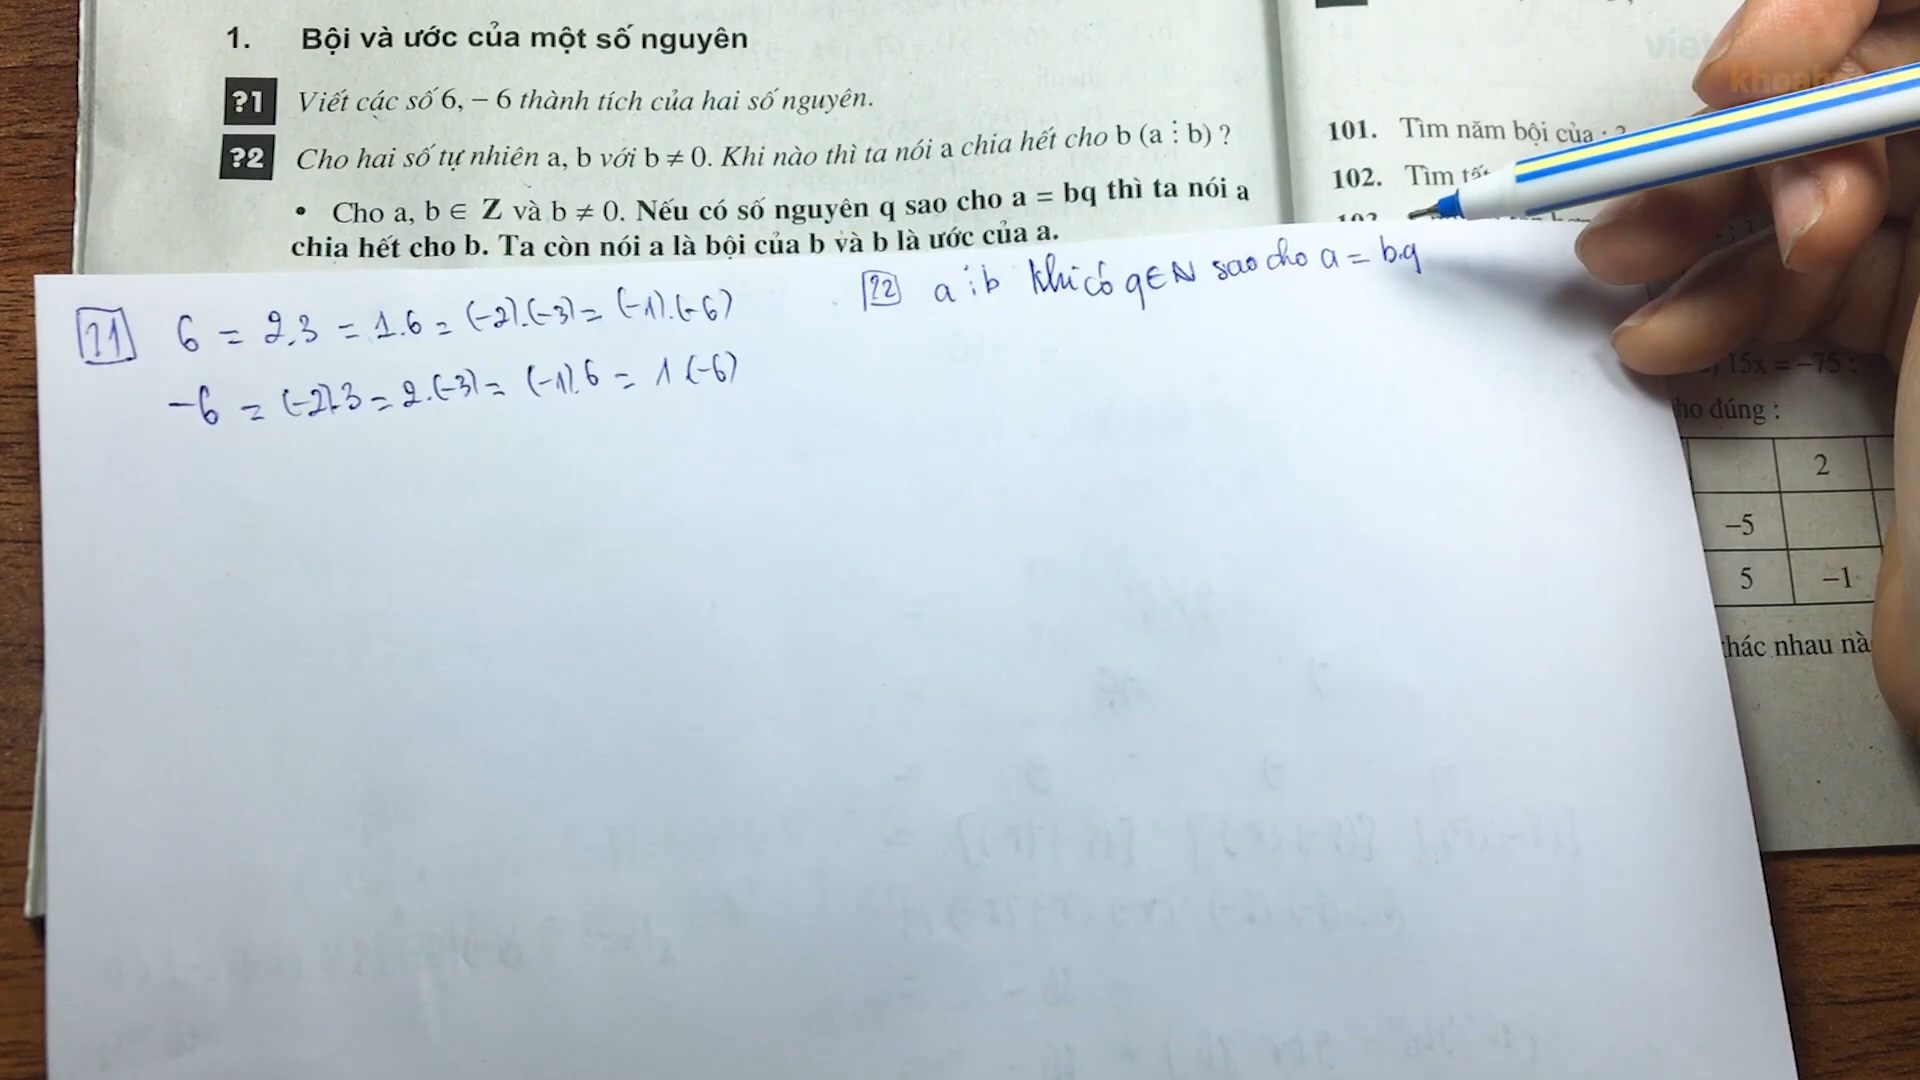 1. Bội và ước của một số nguyên
?1 Viết các số 6, – 6 thành tích của hai số nguyên.
?2 Cho hai số tự nhiên a, b với b ≠ 0. Khi nào thì ta nói a chia hết cho b (a ⋮ b) ?
• Cho a, b ∈ Z và b ≠ 0. Nếu có số nguyên q sao cho a = bq thì ta nói a
chia hết cho b. Ta còn nói a là bội của b và b là ước của a.
101. Tìm năm bội của :
102. Tìm tất
?1 6 = 2.3 = 1.6 = (-2).(-3) = (-1).(-6)
-6 = (-2).3 = 2.(-3) = (-1).6 = 1(-6)
?2 a ⋮ b khi có q ∈ N sao cho a = b.q
15x = –75 ;
ho đúng :
2
–5
5 –1
khác nhau nà